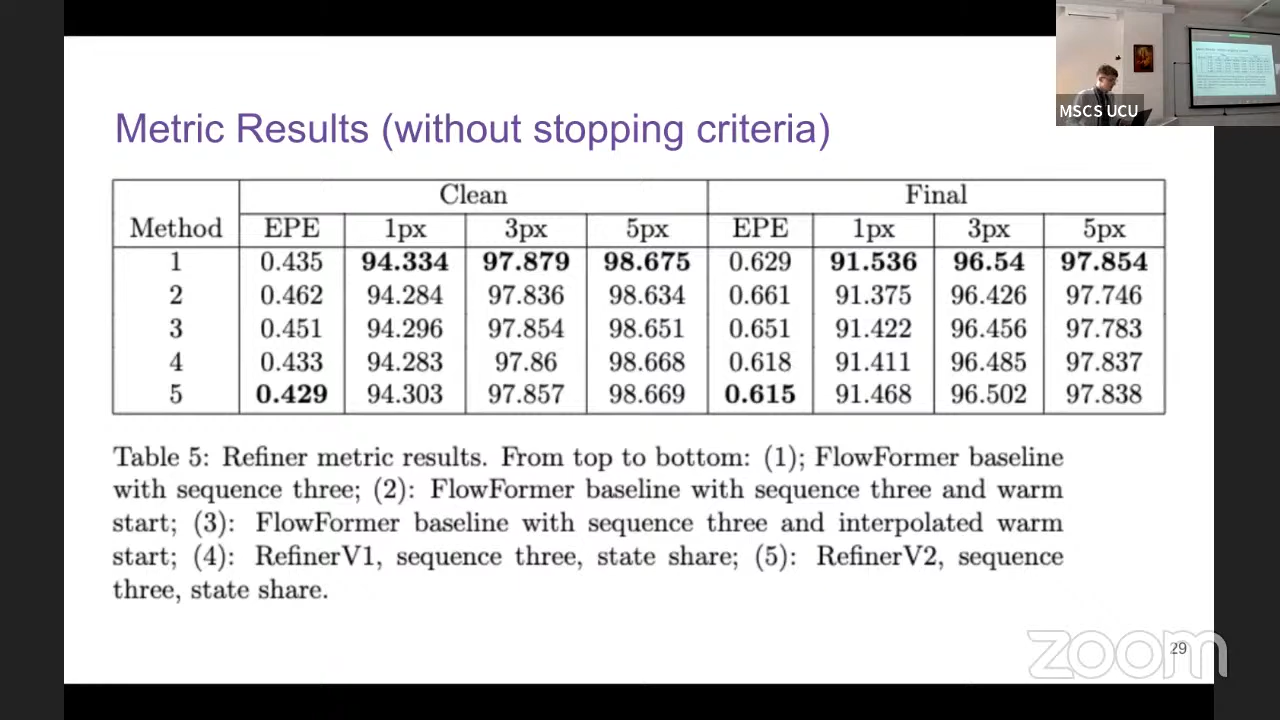 MSCS UCU
Metric Results (without stopping criteria)
Clean Final
Method EPE 1px 3px 5px EPE 1px 3px 5px
1 0.435 94.334 97.879 98.675 0.629 91.536 96.54 97.854
2 0.462 94.284 97.836 98.634 0.661 91.375 96.426 97.746
3 0.451 94.296 97.854 98.651 0.651 91.422 96.456 97.783
4 0.433 94.283 97.86 98.668 0.618 91.411 96.485 97.837
5 0.429 94.303 97.857 98.669 0.615 91.468 96.502 97.838
Table 5: Refiner metric results. From top to bottom: (1); FlowFormer baseline
with sequence three; (2): FlowFormer baseline with sequence three and warm
start; (3): FlowFormer baseline with sequence three and interpolated warm
start; (4): RefinerV1, sequence three, state share; (5): RefinerV2, sequence
three, state share.
zoom
29